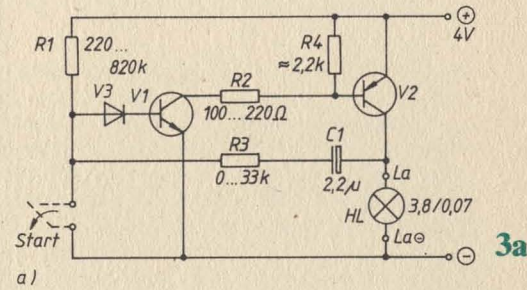 R1 220...
820k
V3 V1
R2
100...220Ω
R3
0...33k
R4
≈2,2k
+
4V
V2
C1
2,2μ
La
HL 3,8/0,07
La⊖
Start
−
3a
a)